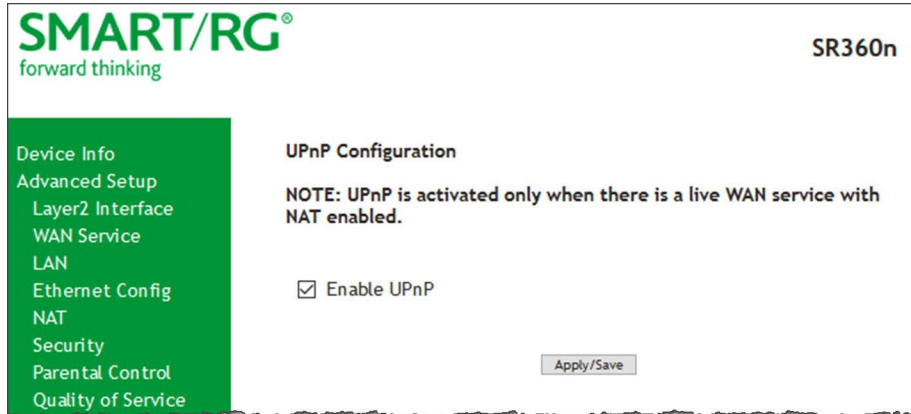 SMART/RG®
forward thinking
SR360n
Device Info
Advanced Setup
Layer2 Interface
WAN Service
LAN
Ethernet Config
NAT
Security
Parental Control
Quality of Service
UPnP Configuration
NOTE: UPnP is activated only when there is a live WAN service with
NAT enabled.
Enable UPnP
Apply/Save